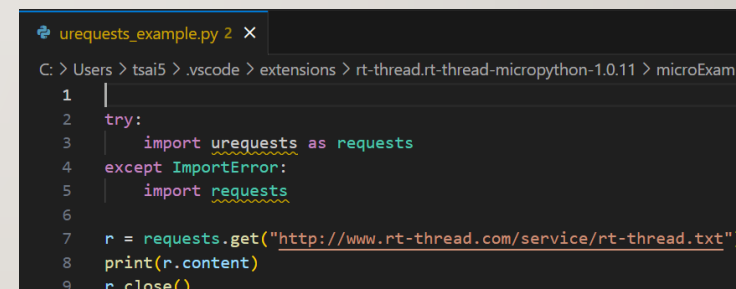 urequests_example.py 2 ×
C: > Users > tsai5 > .vscode > extensions > rt-thread.rt-thread-micropython-1.0.11 > microExam
1
2 try:
3 import urequests as requests
4 except ImportError:
5 import requests
6
7 r = requests.get("http://www.rt-thread.com/service/rt-thread.txt")
8 print(r.content)
9 r.close()